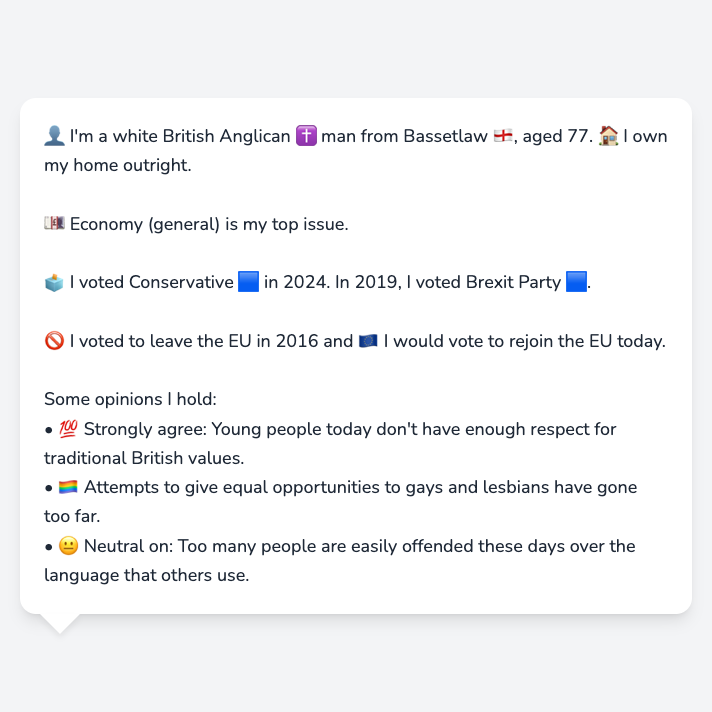 👤 I'm a white British Anglican ✝️ man from Bassetlaw 🏴󠁧󠁢󠁥󠁮󠁧󠁿, aged 77. 🏠 I own
my home outright.
💷 Economy (general) is my top issue.
🗳️ I voted Conservative 🟦 in 2024. In 2019, I voted Brexit Party 🟦.
🚫 I voted to leave the EU in 2016 and 🇪🇺 I would vote to rejoin the EU today.
Some opinions I hold:
• 💯 Strongly agree: Young people today don't have enough respect for
traditional British values.
• 🏳️‍🌈 Attempts to give equal opportunities to gays and lesbians have gone
too far.
• 😐 Neutral on: Too many people are easily offended these days over the
language that others use.